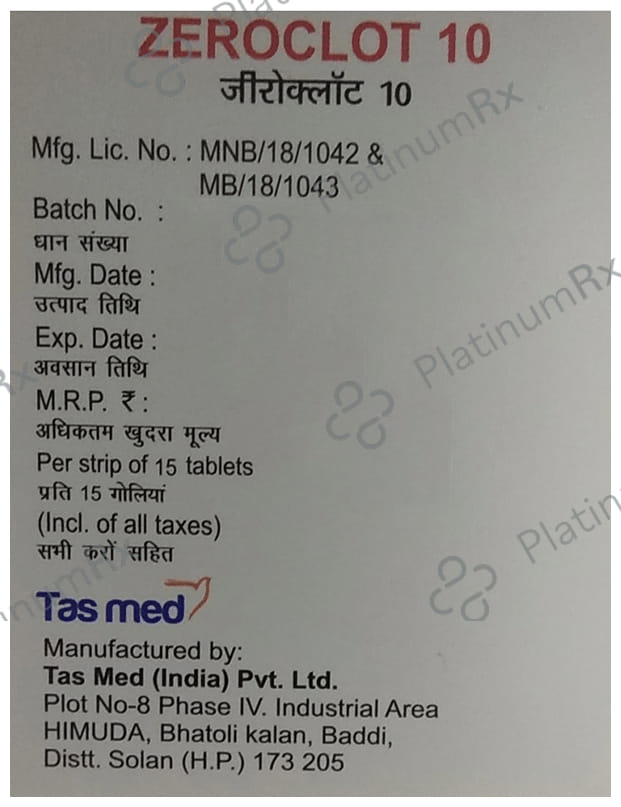 ZEROCLOT 10
जीरोक्लॉट 10
Mfg. Lic. No. : MNB/18/1042 &
MB/18/1043
Batch No. :
धान संख्या
Mfg. Date :
उत्पाद तिथि
Exp. Date :
अवसान तिथि
M.R.P. ₹ :
अधिकतम खुदरा मूल्य
Per strip of 15 tablets
प्रति 15 गोलियां
(Incl. of all taxes)
सभी करों सहित
Tas med
Manufactured by:
Tas Med (India) Pvt. Ltd.
Plot No-8 Phase IV. Industrial Area
HIMUDA, Bhatoli kalan, Baddi,
Distt. Solan (H.P.) 173 205
PlatinumRx
PlatinumRx